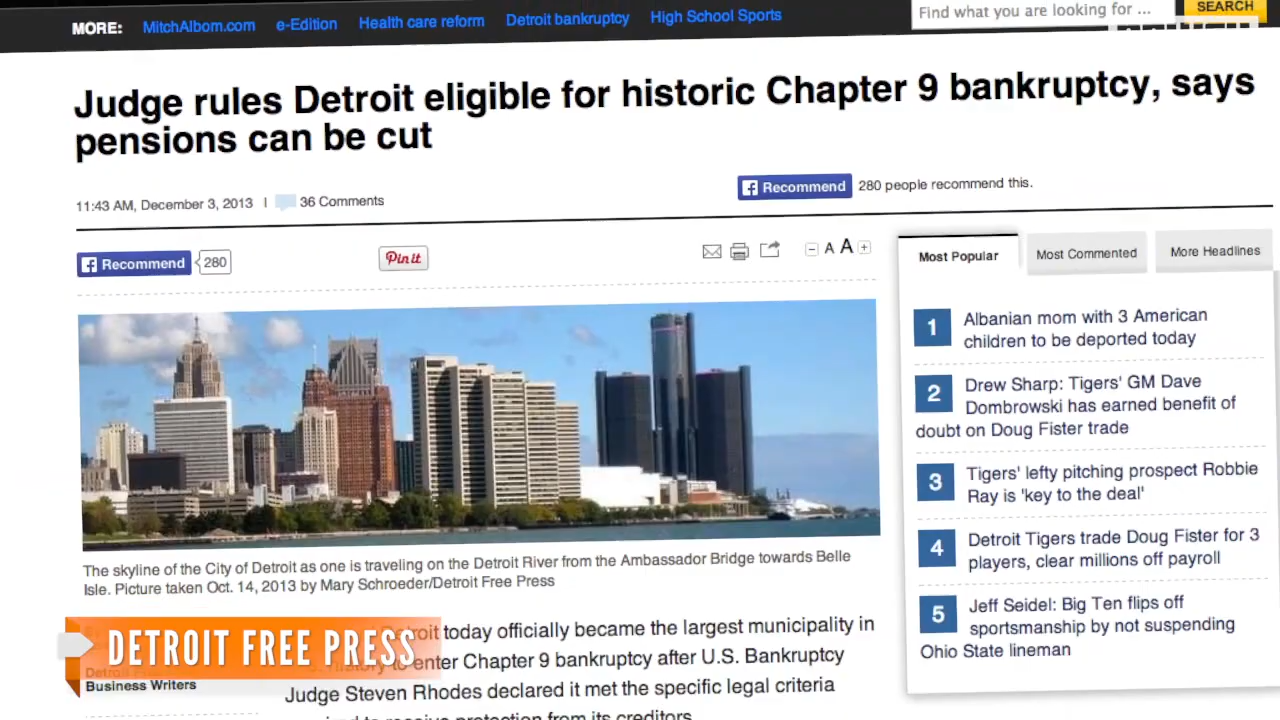 MORE: MitchAlbom.com e-Edition Health care reform Detroit bankruptcy High School Sports
Find what you are looking for ... SEARCH
Judge rules Detroit eligible for historic Chapter 9 bankruptcy, says
pensions can be cut
11:43 AM, December 3, 2013 | 36 Comments
Recommend 280 people recommend this.
Recommend 280
Pin it
A A
Most Popular Most Commented More Headlines
1 Albanian mom with 3 American
children to be deported today
2 Drew Sharp: Tigers' GM Dave
Dombrowski has earned benefit of
doubt on Doug Fister trade
3 Tigers' lefty pitching prospect Robbie
Ray is 'key to the deal'
4 Detroit Tigers trade Doug Fister for 3
players, clear millions off payroll
5 Jeff Seidel: Big Ten flips off
sportsmanship by not suspending
Ohio State lineman
The skyline of the City of Detroit as one is traveling on the Detroit River from the Ambassador Bridge towards Belle
Isle. Picture taken Oct. 14, 2013 by Mary Schroeder/Detroit Free Press
DETROIT FREE PRESS
Business Writers
Detroit today officially became the largest municipality in
to enter Chapter 9 bankruptcy after U.S. Bankruptcy
Judge Steven Rhodes declared it met the specific legal criteria
to receive protection from its creditors.